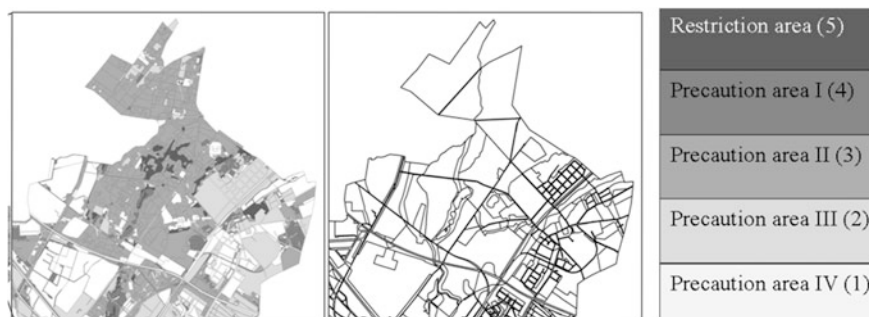 Restriction area (5)
Precaution area I (4)
Precaution area II (3)
Precaution area III (2)
Precaution area IV (1)